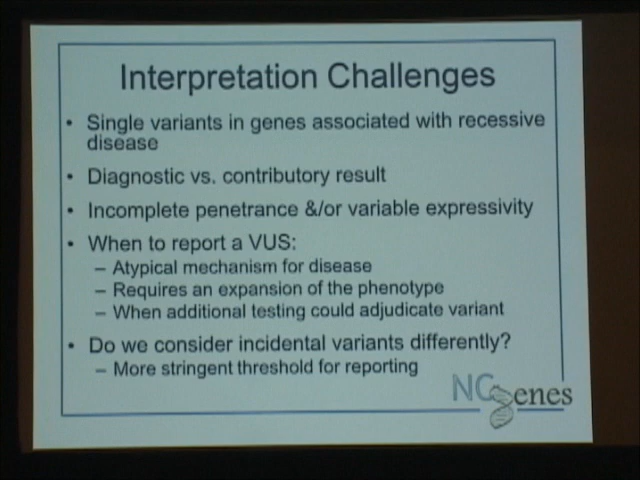 Interpretation Challenges
• Single variants in genes associated with recessive
disease
• Diagnostic vs. contributory result
• Incomplete penetrance &/or variable expressivity
• When to report a VUS:
– Atypical mechanism for disease
– Requires an expansion of the phenotype
– When additional testing could adjudicate variant
• Do we consider incidental variants differently?
– More stringent threshold for reporting
NCgenes